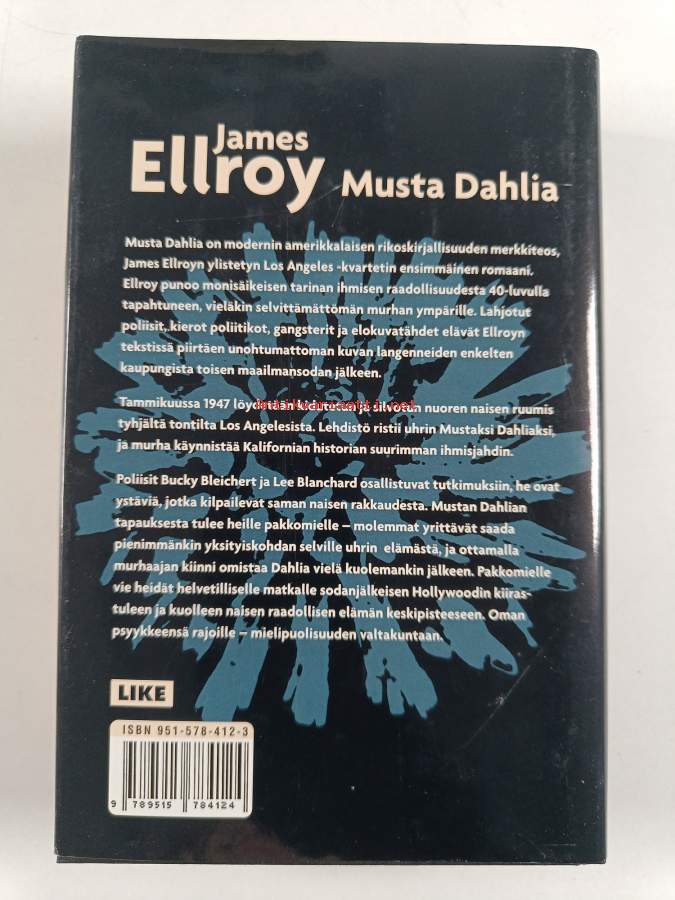 James
Ellroy Musta Dahlia
Musta Dahlia on modernin amerikkalaisen rikoskirjallisuuden merkkiteos,
James Ellroyn ylistetyn Los Angeles -kvartetin ensimmäinen romaani.
Ellroy punoo monisäikeisen tarinan ihmisen raadollisuudesta 40-luvulla
tapahtuneen, vieläkin selvittämättömän murhan ympärille. Lahjotut
poliisit, kierot poliitikot, gangsterit ja elokuvatähdet elävät Ellroyn
tekstissä piirtäen unohtumattoman kuvan langenneiden enkelten
kaupungista toisen maailmansodan jälkeen.
Tammikuussa 1947 löydetään ja silvotun nuoren naisen ruumis
antikvariaatti.net
tyhjältä tontilta Los Angelesista. Lehdistö ristii uhrin Mustaksi Dahliaksi,
ja murha käynnistää Kalifornian historian suurimman ihmisjahdin.
Poliisit Bucky Bleichert ja Lee Blanchard osallistuvat tutkimuksiin, he ovat
ystäviä, jotka kilpailevat saman naisen rakkaudesta. Mustan Dahlian
tapauksesta tulee heille pakkomielle – molemmat yrittävät saada
pienimmänkin yksityiskohdan selville uhrin elämästä, ja ottamalla
murhaajan kiinni omistaa Dahlia vielä kuolemankin jälkeen. Pakkomielle
vie heidät helvetilliselle matkalle sodanjälkeisen Hollywoodin kiiras-
tuleen ja kuolleen naisen raadollisen elämän keskipisteeseen. Oman
psyykkeensä rajoille – mielipuolisuuden valtakuntaan.
LIKE
ISBN 951-578-412-3
9 789515 784124